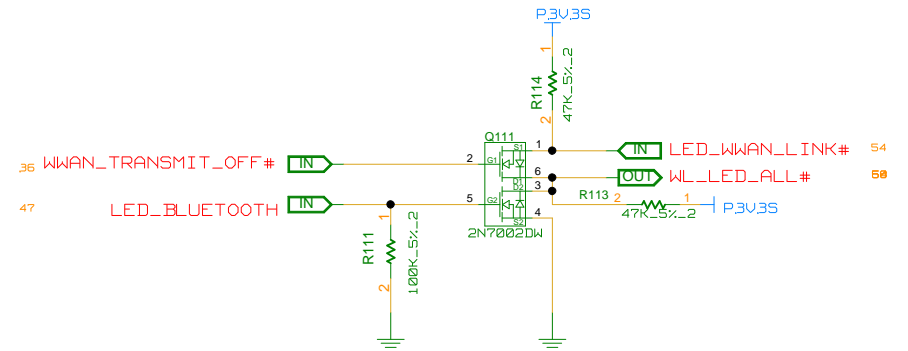 P3V3S
1
R114
47K_5%_2
2
Q111
S1
1
IN
LED_WWAN_LINK#
54
36
WWAN_TRANSMIT_OFF#
IN
2
G1
D1
6
OUT
WL_LED_ALL#
D2
3
R113
2
1
47K_5%_2
P3V3S
47
LED_BLUETOOTH
IN
5
G2
S2
4
2N7002DW
1
R111
100K_5%_2
2